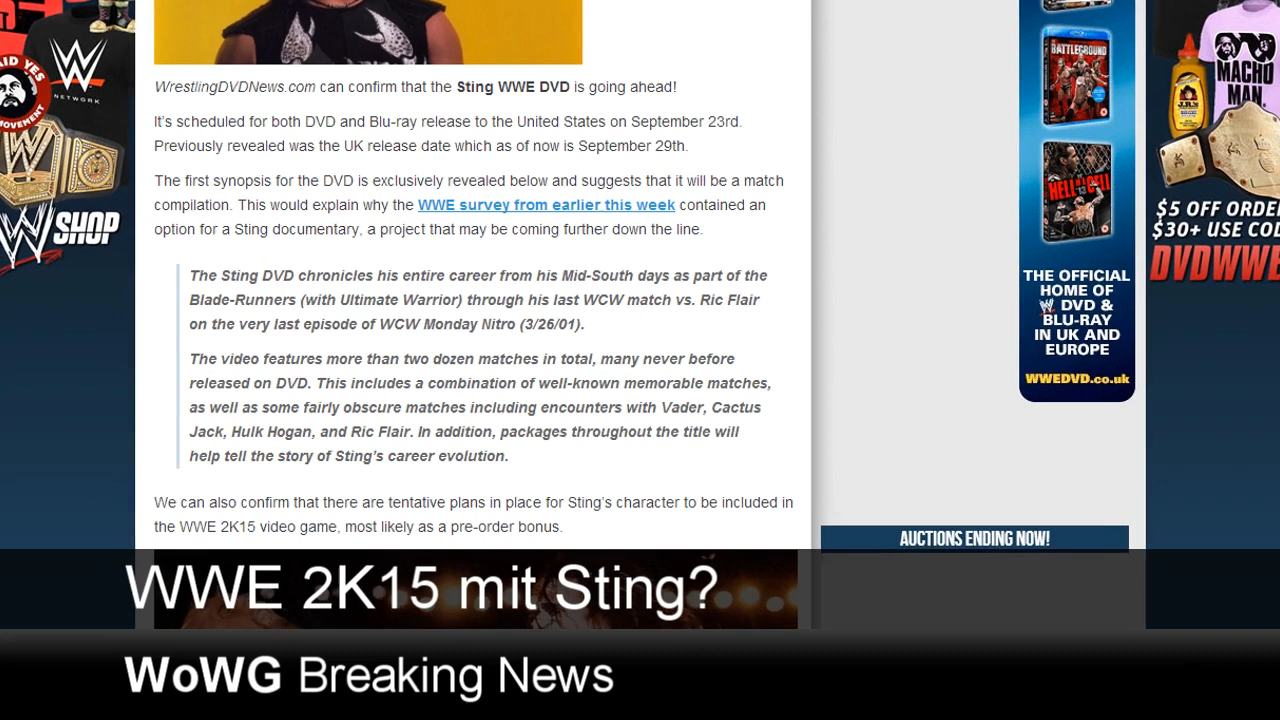 WrestlingDVDNews.com can confirm that the Sting WWE DVD is going ahead!
It's scheduled for both DVD and Blu-ray release for the United States on September 23rd.
Previously revealed was the UK release date which as of now is September 29th.
The first synopsis for the DVD is exclusively revealed below and suggests that it will be a match
compilation. This would explain why the WWE survey from earlier this week contained an
option for a Sting documentary, a project that may be coming further down the line.
The Sting DVD chronicles his entire career from his Mid-South days as part of the
Blade-Runners (with Ultimate Warrior) through his last WCW match vs. Ric Flair
on the very last episode of WCW Monday Nitro (3/26/01).
The video features more than two dozen matches in total, many never before
released on DVD. This includes a combination of well-known memorable matches,
as well as some fairly obscure matches including encounters with Vader, Cactus
Jack, Hulk Hogan, and Ric Flair. In addition, packages throughout the title will
help tell the story of Sting's career evolution.
We can also confirm that there are tentative plans in place for Sting's character to be included in
the WWE 2K15 video game, most likely as a pre-order bonus.
W
NETWORK
SAID YES
MOVEMENT
W SHOP
BATTLEGROUND
HELL IN A CELL
THE OFFICIAL
HOME OF
W DVD &
BLU-RAY
IN UK AND
EUROPE
WWEDVD.co.uk
J.R.'s
MACHO
MAN
$5 OFF ORDE
$30+ USE COD
DVDWWE
AUCTIONS ENDING NOW!
WWE 2K15 mit Sting?
WoWG Breaking News